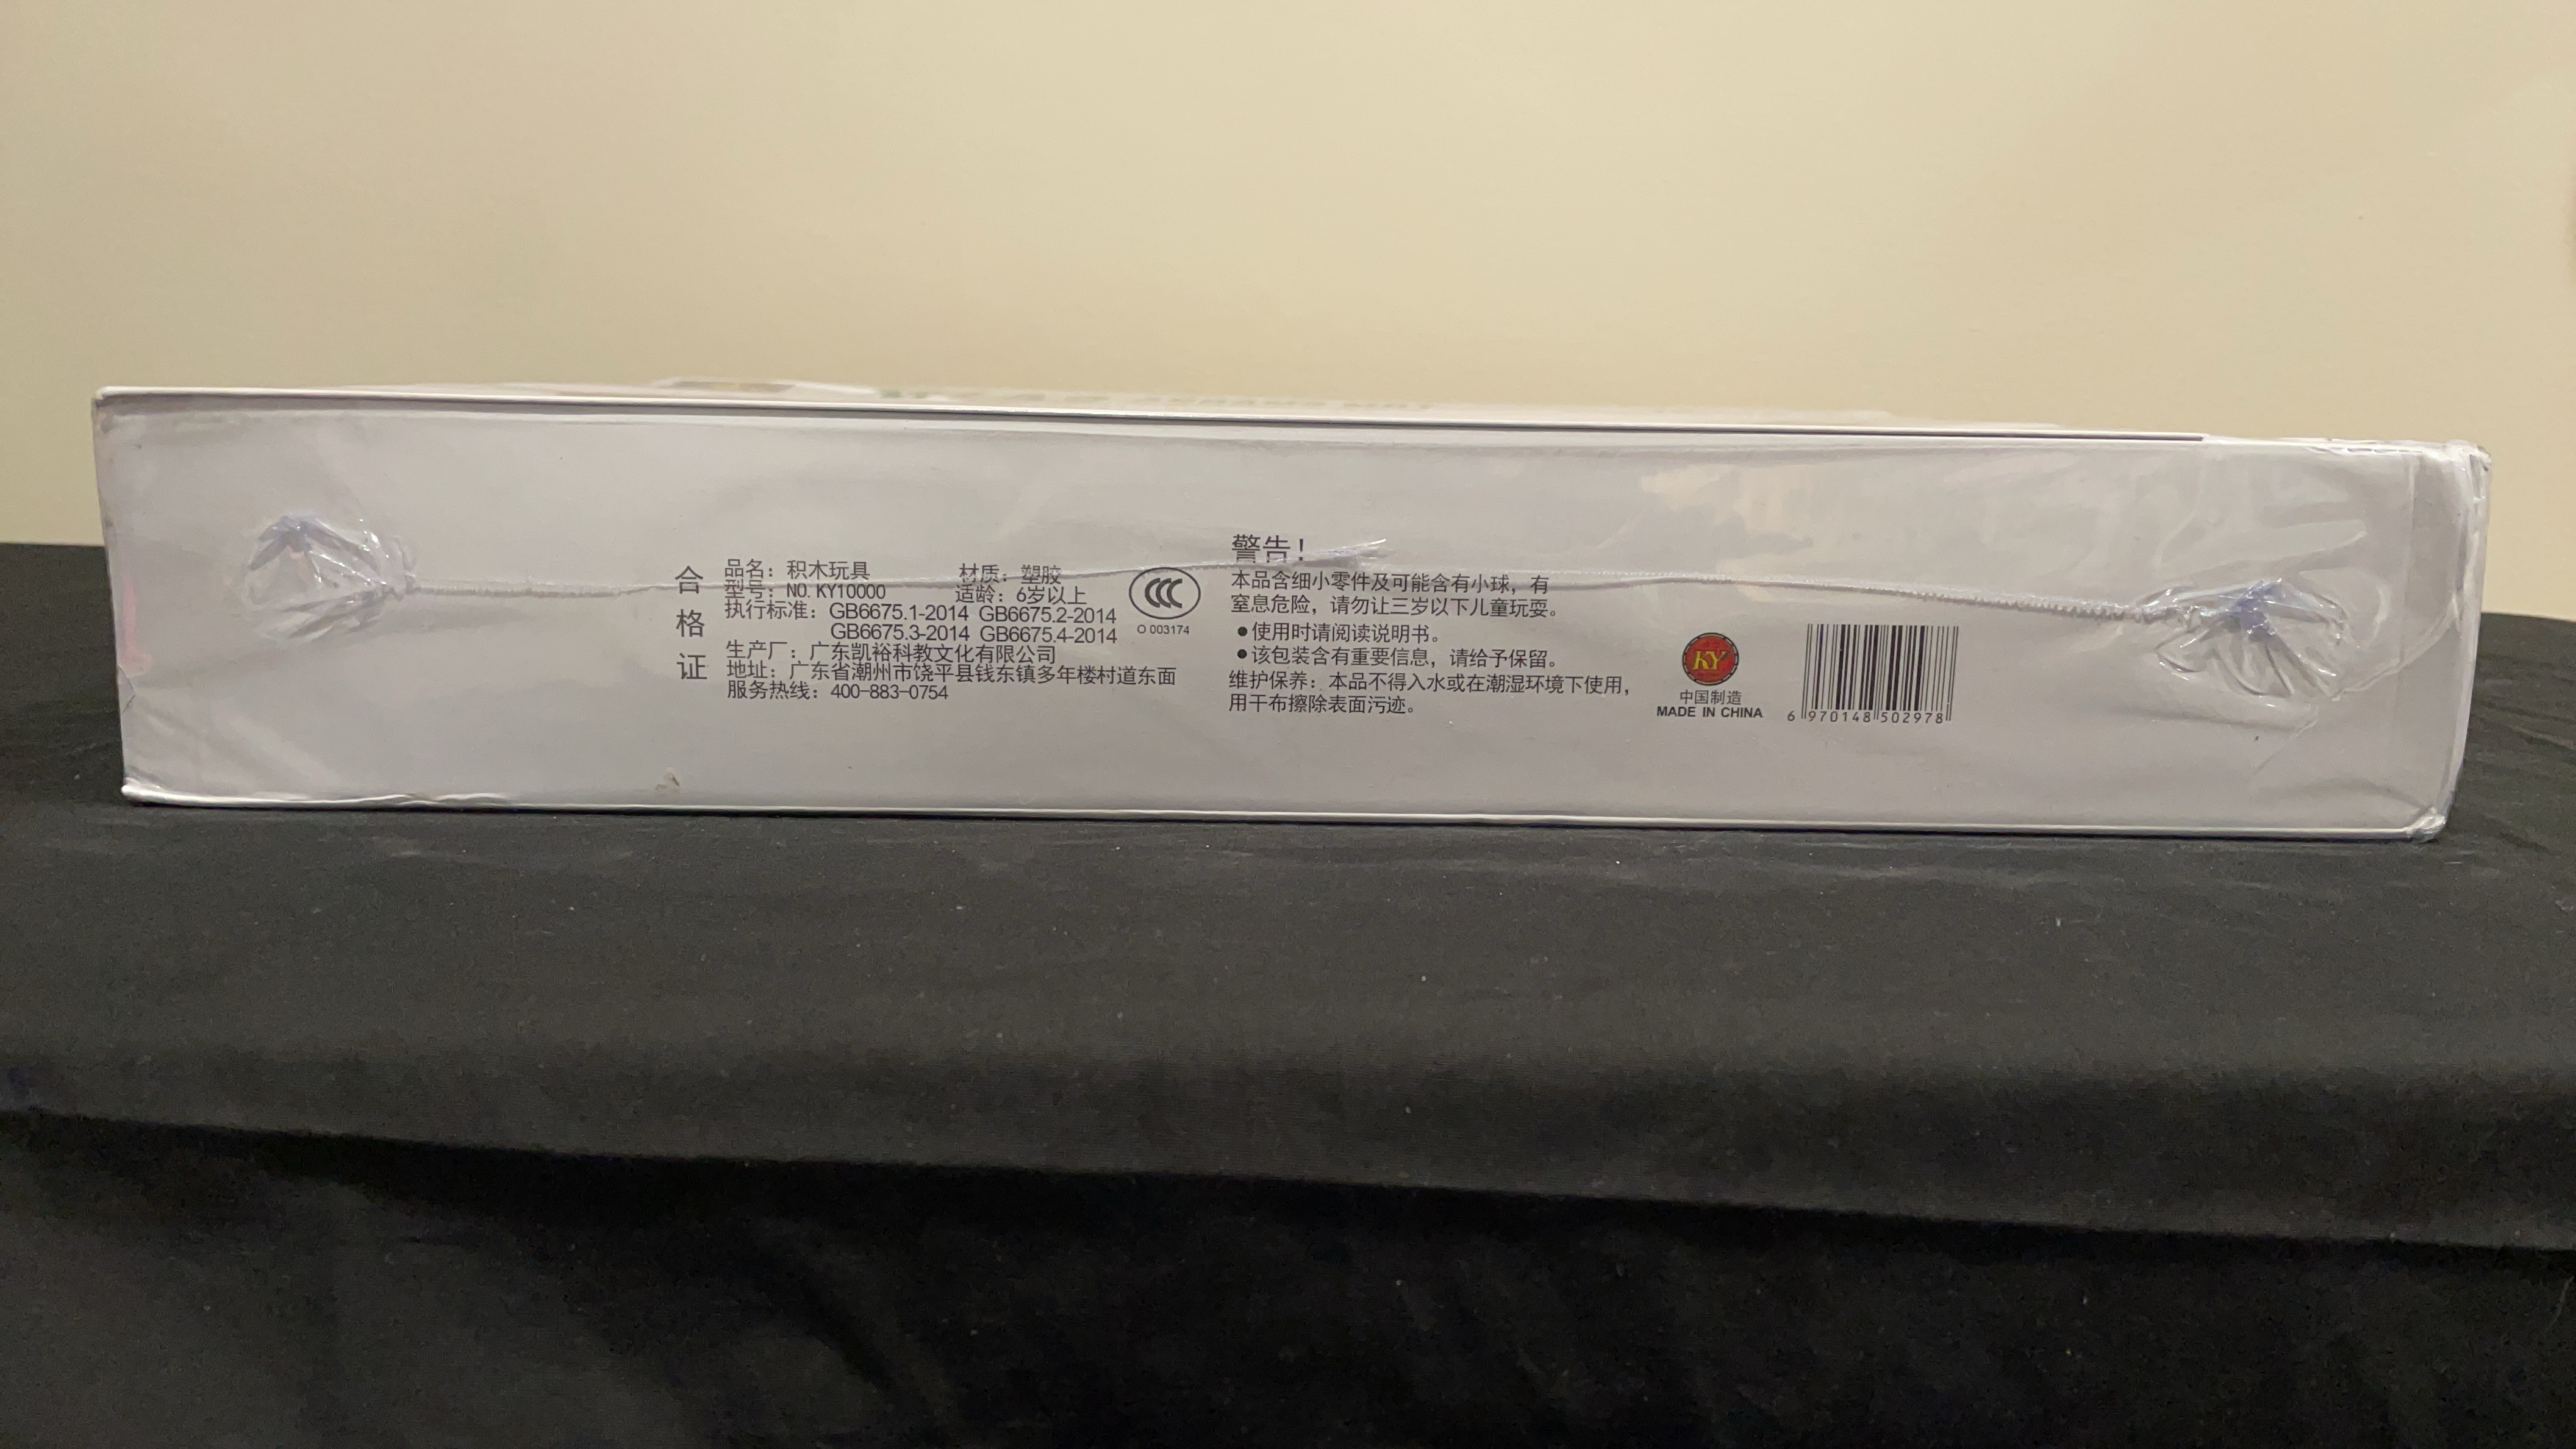 合格证
品名：积木玩具 材质：塑胶
型号：NO.KY10000 适龄：6岁以上
执行标准：GB6675.1-2014 GB6675.2-2014
GB6675.3-2014 GB6675.4-2014
生产厂：广东凯裕科教文化有限公司
地址：广东省潮州市饶平县钱东镇多年楼村道东面
服务热线：400-883-0754
CCC
O 003174
警告！
本品含细小零件及可能含有小球，有
窒息危险，请勿让三岁以下儿童玩耍。
●使用时请阅读说明书。
●该包装含有重要信息，请给予保留。
维护保养：本品不得入水或在潮湿环境下使用，
用干布擦除表面污迹。
KY
中国制造
MADE IN CHINA
6 970148 502978